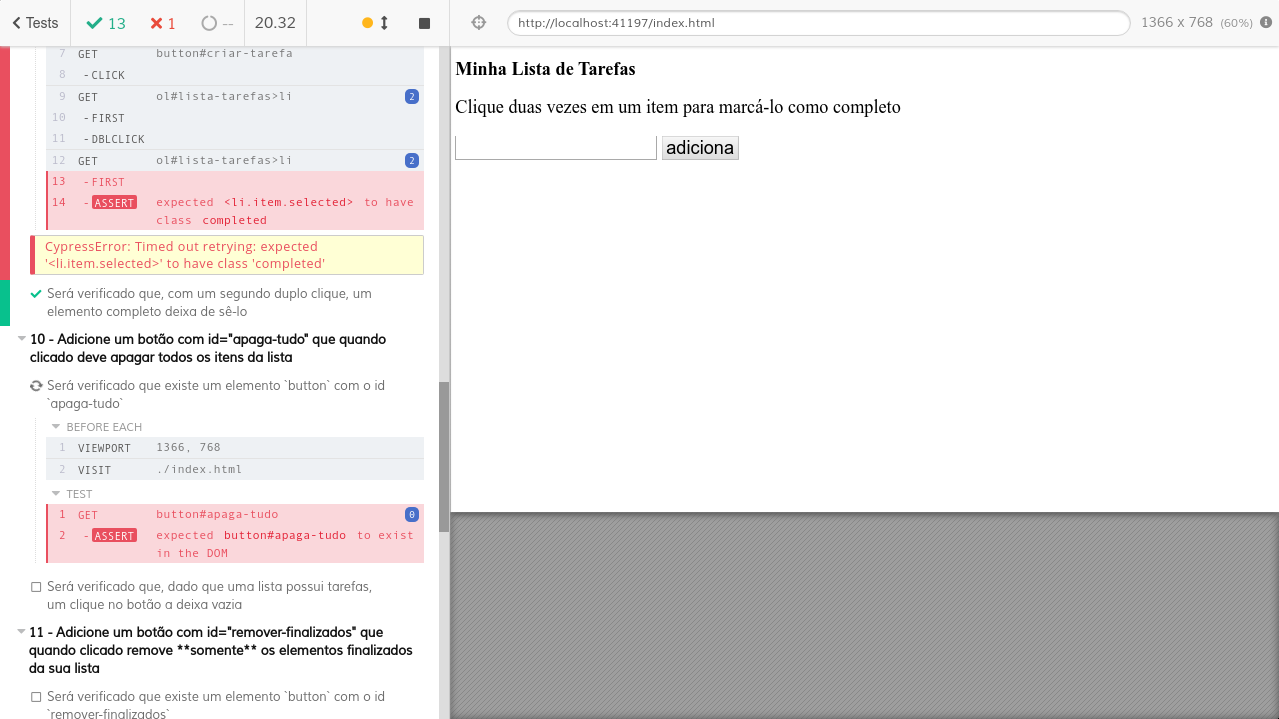 Tests 13 1 -- 20.32
http://localhost:41197/index.html 1366 x 768 (60%)
7 GET button#criar-tarefa
8 -CLICK
9 GET ol#lista-tarefas>li 2
10 -FIRST
11 -DBLCLICK
12 GET ol#lista-tarefas>li 2
13 -FIRST
14 -ASSERT expected <li.item.selected> to have
class completed
CypressError: Timed out retrying: expected
'<li.item.selected>' to have class 'completed'
Será verificado que, com um segundo duplo clique, um
elemento completo deixa de sê-lo
10 - Adicione um botão com id="apaga-tudo" que quando
clicado deve apagar todos os itens da lista
Será verificado que existe um elemento `button` com o id
`apaga-tudo`
BEFORE EACH
1 VIEWPORT 1366, 768
2 VISIT ./index.html
TEST
1 GET button#apaga-tudo 0
2 -ASSERT expected button#apaga-tudo to exist
in the DOM
Será verificado que, dado que uma lista possui tarefas,
um clique no botão a deixa vazia
11 - Adicione um botão com id="remover-finalizados" que
quando clicado remove **somente** os elementos finalizados
da sua lista
Será verificado que existe um elemento `button` com o id
`remover-finalizados`
Minha Lista de Tarefas
Clique duas vezes em um item para marcá-lo como completo
adiciona